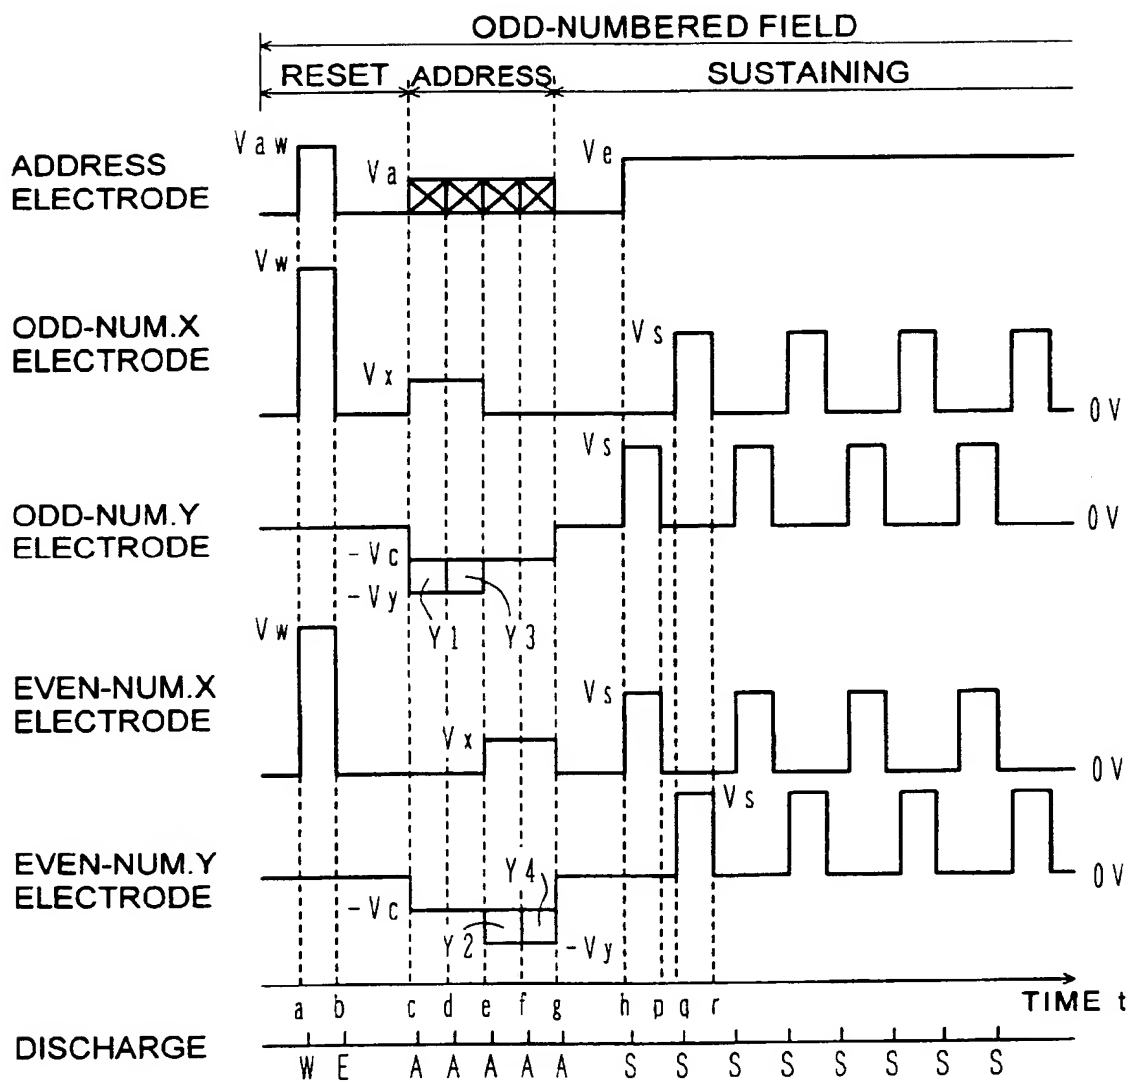 ODD-NUMBERED FIELD
RESET ADDRESS SUSTAINING
Vaw
Va
Ve
ADDRESS
ELECTRODE
Vw
ODD-NUM.X
ELECTRODE
Vs
Vx
0V
Vs
ODD-NUM.Y
ELECTRODE
0V
-Vc
-Vy
Y1 Y3
Vw
EVEN-NUM.X
ELECTRODE
Vs
Vx
0V
Vs
EVEN-NUM.Y
ELECTRODE
Y4
0V
-Vc
Y2
-Vy
a b c d e f g h p q r TIME t
DISCHARGE
W E A A A A A S S S S S S S S